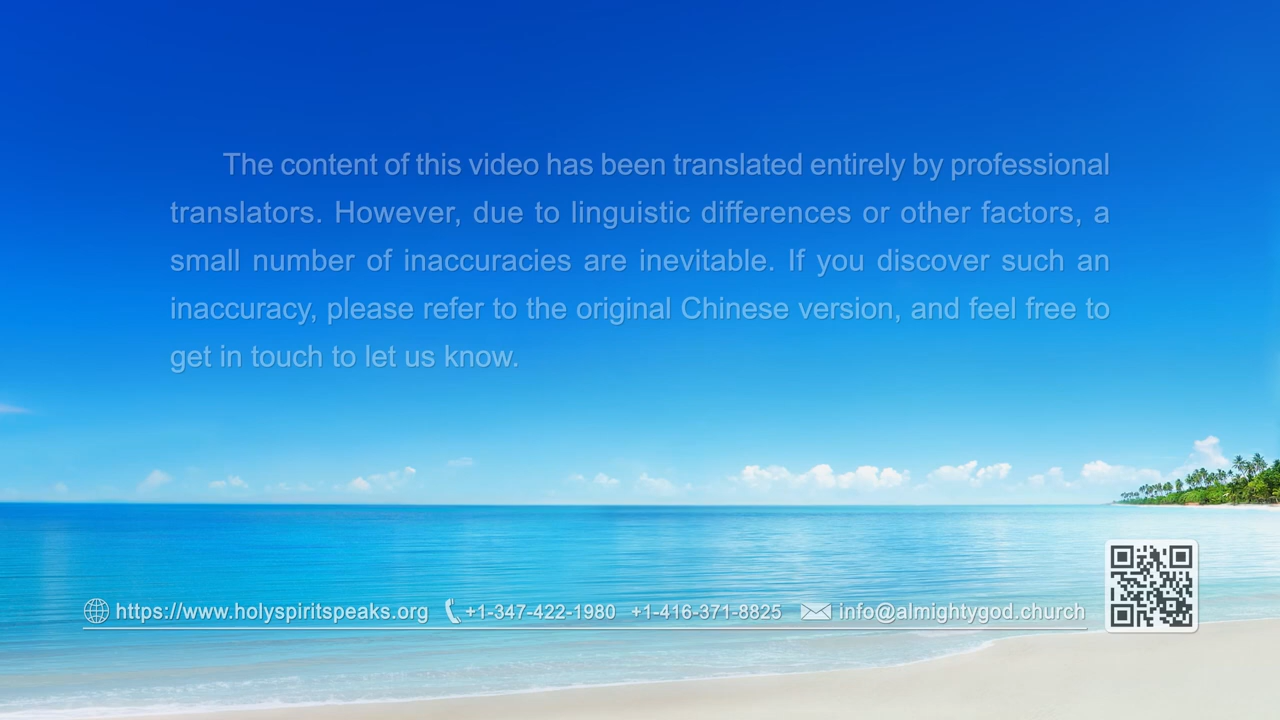 The content of this video has been translated entirely by professional
translators. However, due to linguistic differences or other factors, a
small number of inaccuracies are inevitable. If you discover such an
inaccuracy, please refer to the original Chinese version, and feel free to
get in touch to let us know.
https://www.holyspiritspeaks.org +1-347-422-1980 +1-416-371-8825 info@almightygod.church